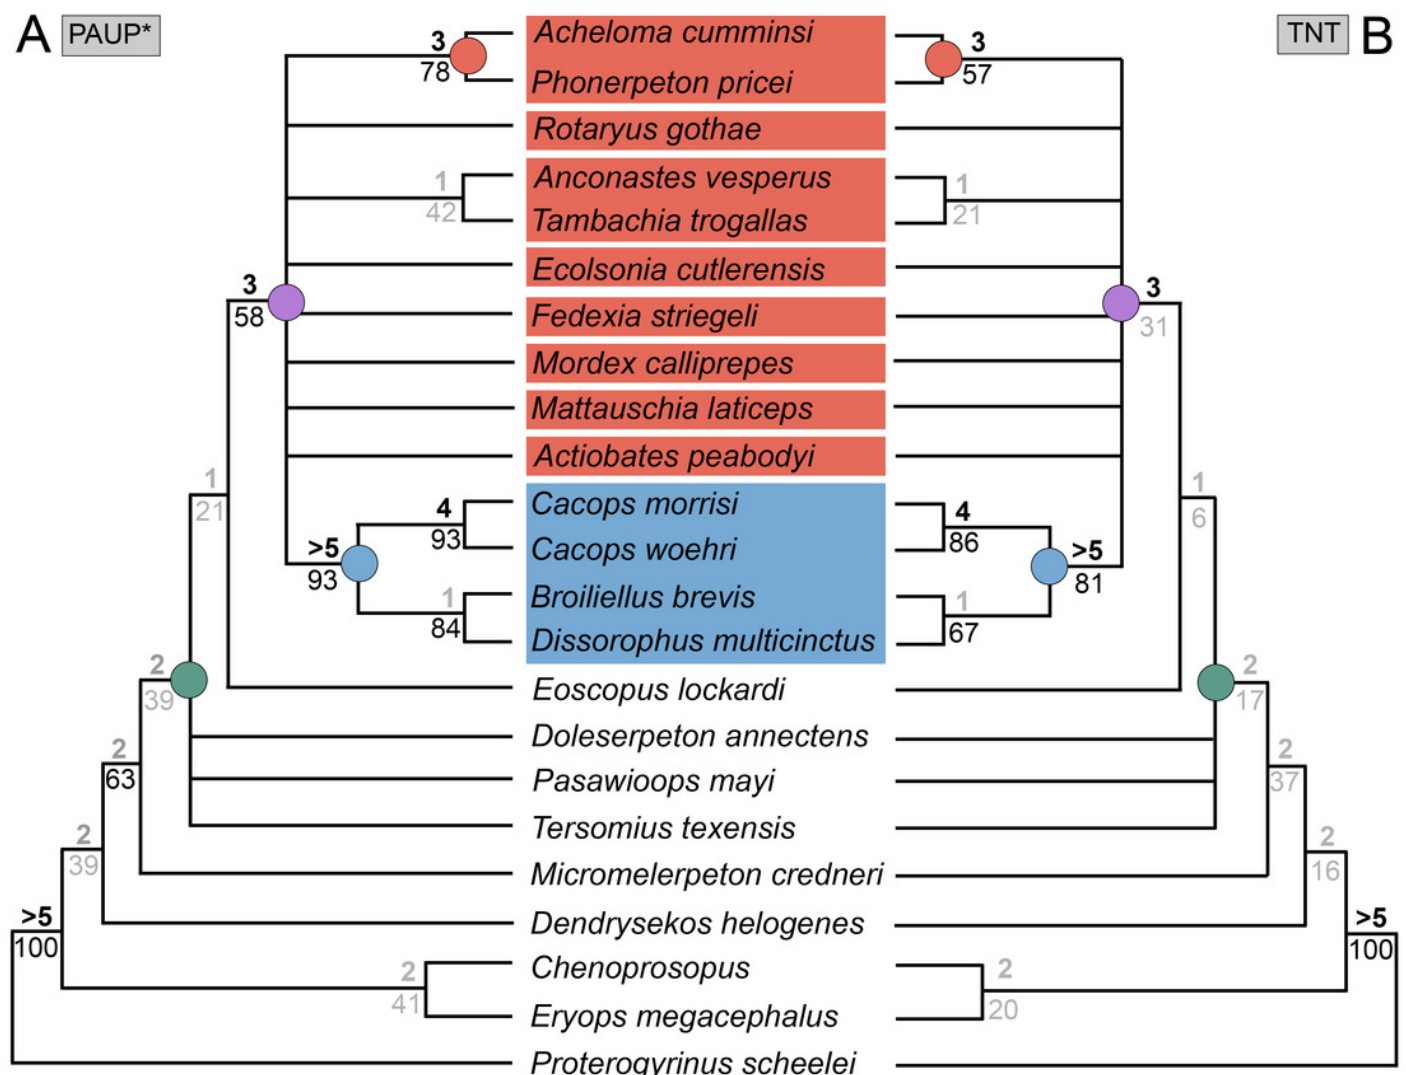 A PAUP* TNT B
3 Acheloma cumminsi 3
78 Phonerpeton pricei 57
Rotaryus gothae
1 Anconastes vesperus 1
42 Tambachia trogallas 21
Ecolsonia cutlerensis
3 3
58 Fedexia striegeli 31
Mordex calliprepes
Mattauschia laticeps
Actiobates peabodyi
1 1
21 6
4 Cacops morrisi 4
93 Cacops woehri 86
>5 >5
93 81
1 Broiliellus brevis 1
84 Dissorophus multicinctus 67
2 2
39 Eoscopus lockardi 17
Doleserpeton annectens
2 2
63 Pasawioops mayi 37
Tersomius texensis
2 2
39 Micromelerpeton credneri 16
>5 Dendrysekos helogenes >5
100 100
2 Chenoprosopus 2
41 Eryops megacephalus 20
Proterogyrinus scheelei